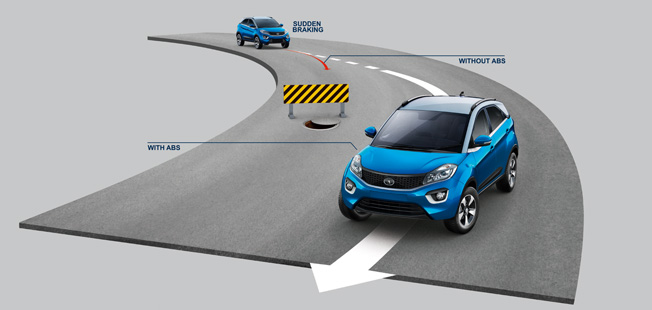 SUDDEN
BRAKING
WITHOUT ABS
WITH ABS